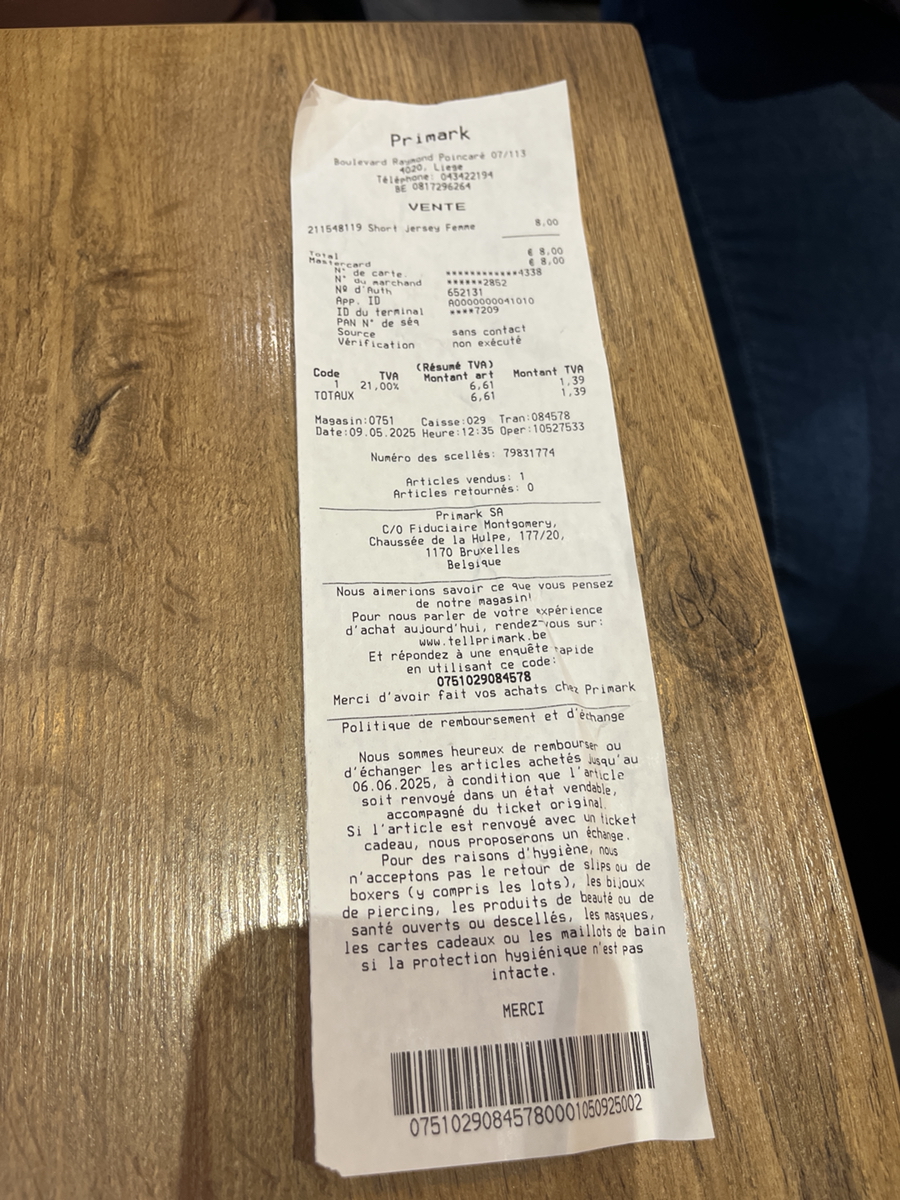 Primark
Boulevard Raymond Poincaré 07/113
4020, Liege
Téléphone: 043422194
BE 0817296264
VENTE
211548119 Short Jersey Femme 8,00
Total € 8,00
Mastercard € 8,00
N° de carte. ************4338
N° du marchand ******2852
Nº d'Auth 652131
App. ID A0000000041010
ID du terminal ****7209
PAN N° de séq
Source sans contact
Vérification non exécuté
(Résumé TVA)
Code TVA Montant art Montant TVA
1 21,00% 6,61 1,39
TOTAUX 6,61 1,39
Magasin:0751 Caisse:029 Tran:084578
Date:09.05.2025 Heure:12:35 Oper:10527533
Numéro des scellés: 79831774
Articles vendus: 1
Articles retournés: 0
Primark SA
C/O Fiduciaire Montgomery,
Chaussée de la Hulpe, 177/20,
1170 Bruxelles
Belgique
Nous aimerions savoir ce que vous pensez
de notre magasin!
Pour nous parler de votre expérience
d'achat aujourd'hui, rendez-vous sur:
www.tellprimark.be
Et répondez à une enquête rapide
en utilisant ce code:
0751029084578
Merci d'avoir fait vos achats chez Primark
Politique de remboursement et d'échange
Nous sommes heureux de rembourser ou
d'échanger les articles achetés jusqu'au
06.06.2025, à condition que l'article
soit renvoyé dans un état vendable,
accompagné du ticket original.
Si l'article est renvoyé avec un ticket
cadeau, nous proposerons un échange.
Pour des raisons d'hygiène, nous
n'acceptons pas le retour de slips ou de
boxers (y compris les lots), les bijoux
de piercing, les produits de beauté ou de
santé ouverts ou descellés, les masques,
les cartes cadeaux ou les maillots de bain
si la protection hygiénique n'est pas
intacte.
MERCI
07510290845780001050925002